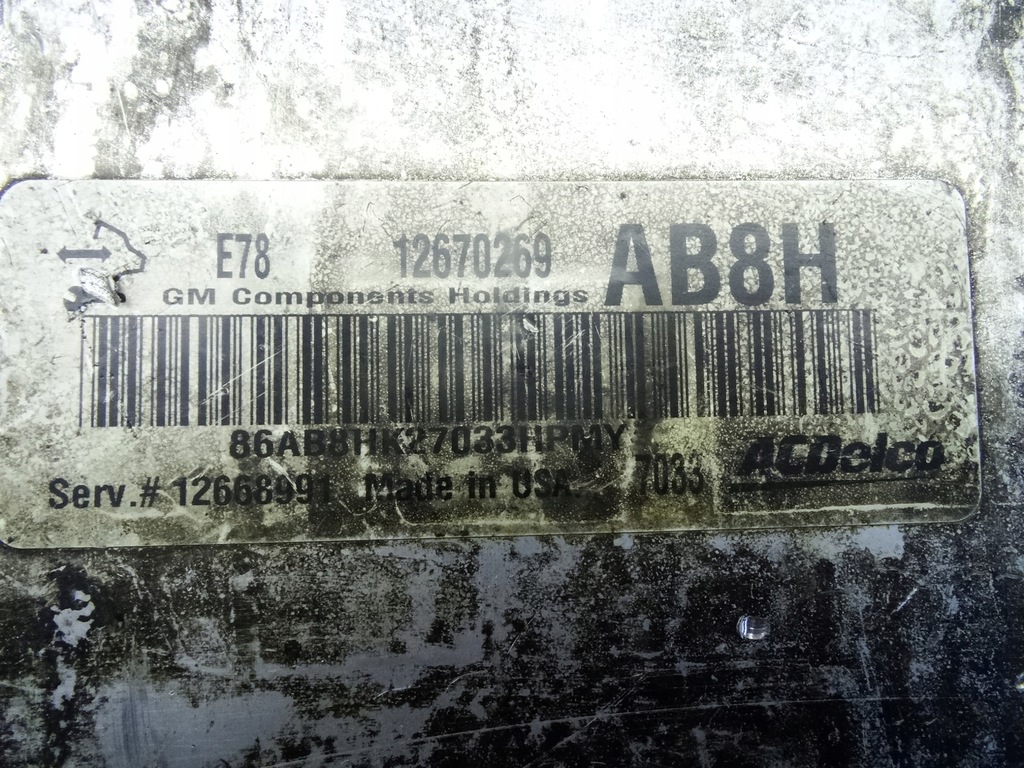 E78 12670269 AB8H
GM Components Holdings
86AB8HK27033HPMY
Serv.# 12668991 Made in USA 7033 ACDelco